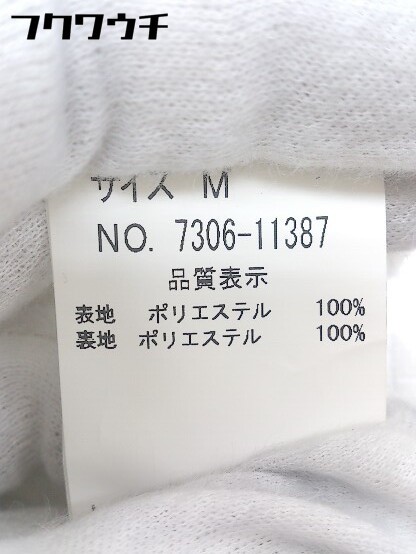 フクワウチ
サイズ M
NO. 7306-11387
品質表示
表地 ポリエステル 100%
裏地 ポリエステル 100%